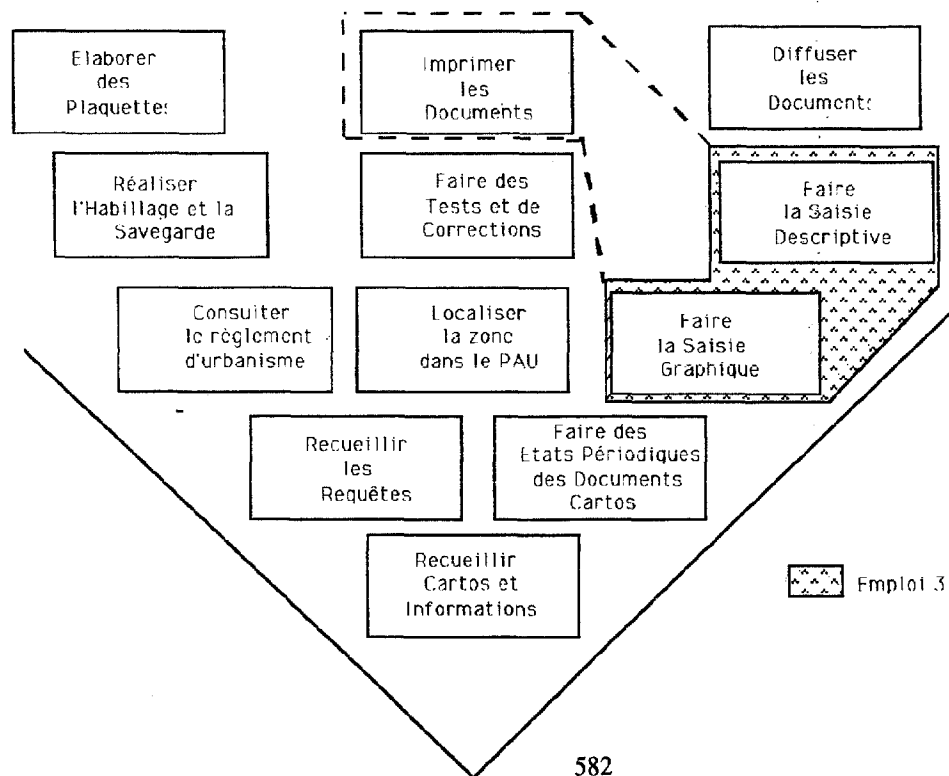 Elaborer
des
Plaquettes
Imprimer
les
Documents
Diffuser
les
Documents
Réaliser
l'Habillage et la
Savegarde
Faire des
Tests et de
Corrections
Faire
la Saisie
Descriptive
Consulter
le règlement
d'urbanisme
Localiser
la zone
dans le PAU
Faire
la Saisie
Graphique
Recueillir
les
Requêtes
Faire des
Etats Périodiques
des Documents
Cartos
Recueillir
Cartos et
Informations
Emploi 3
582